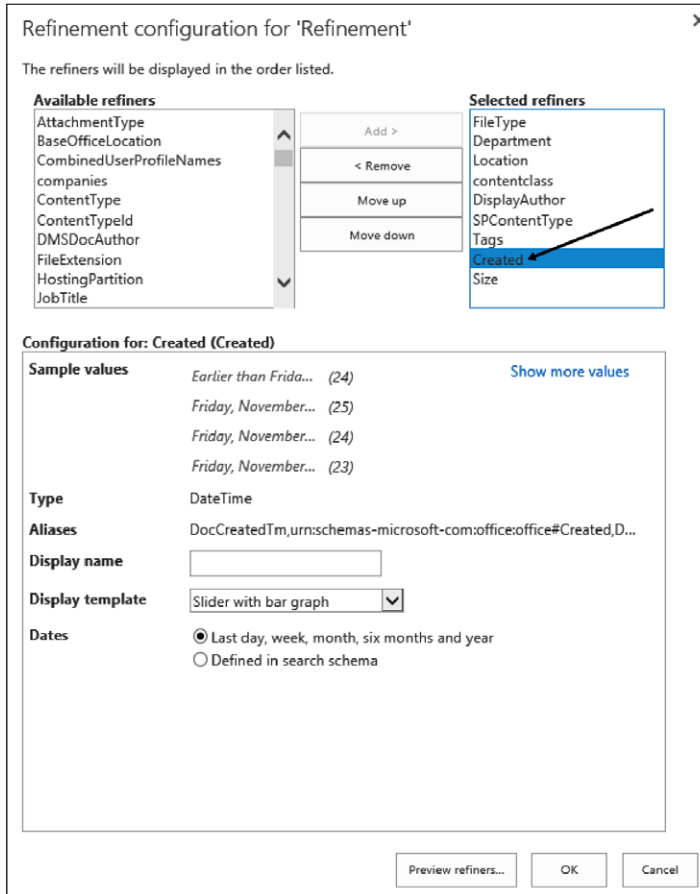 Refinement configuration for 'Refinement'
The refiners will be displayed in the order listed.
Available refiners
AttachmentType
BaseOfficeLocation
CombinedUserProfileNames
companies
ContentType
ContentTypeId
DMSDocAuthor
FileExtension
HostingPartition
JobTitle
Add >
< Remove
Move up
Move down
Selected refiners
FileType
Department
Location
contentclass
DisplayAuthor
SPContentType
Tags
Created
Size
Configuration for: Created (Created)
Sample values
Earlier than Frida... (24)
Friday, November... (25)
Friday, November... (24)
Friday, November... (23)
Show more values
Type DateTime
Aliases DocCreatedTm,urn:schemas-microsoft-com:office:office#Created,D...
Display name
Display template Slider with bar graph
Dates Last day, week, month, six months and year
Defined in search schema
Preview refiners... OK Cancel